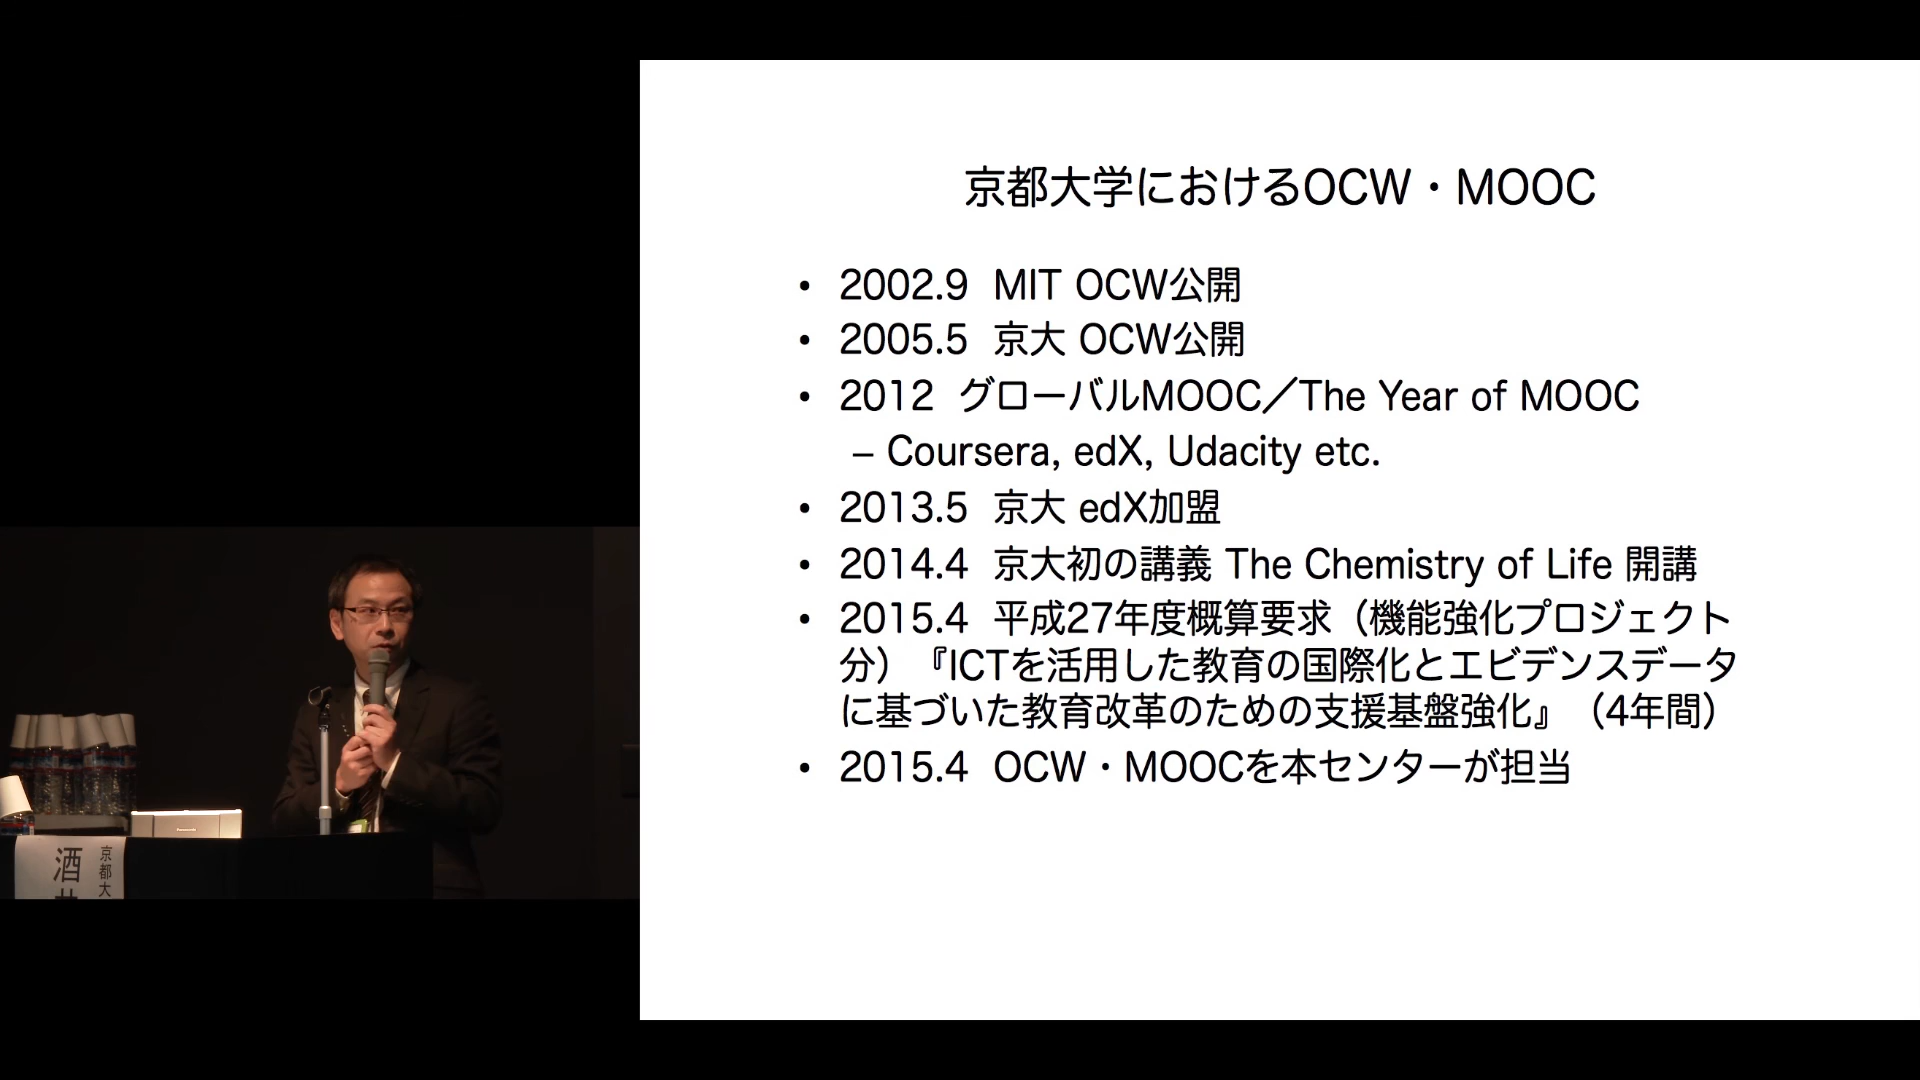 京都大学におけるOCW・MOOC
• 2002.9 MIT OCW公開
• 2005.5 京大 OCW公開
• 2012 グローバルMOOC／The Year of MOOC
– Coursera, edX, Udacity etc.
• 2013.5 京大 edX加盟
• 2014.4 京大初の講義 The Chemistry of Life 開講
• 2015.4 平成27年度概算要求（機能強化プロジェクト
分）『ICTを活用した教育の国際化とエビデンスデータ
に基づいた教育改革のための支援基盤強化』（4年間）
• 2015.4 OCW・MOOCを本センターが担当
京都大
酒
Panasonic